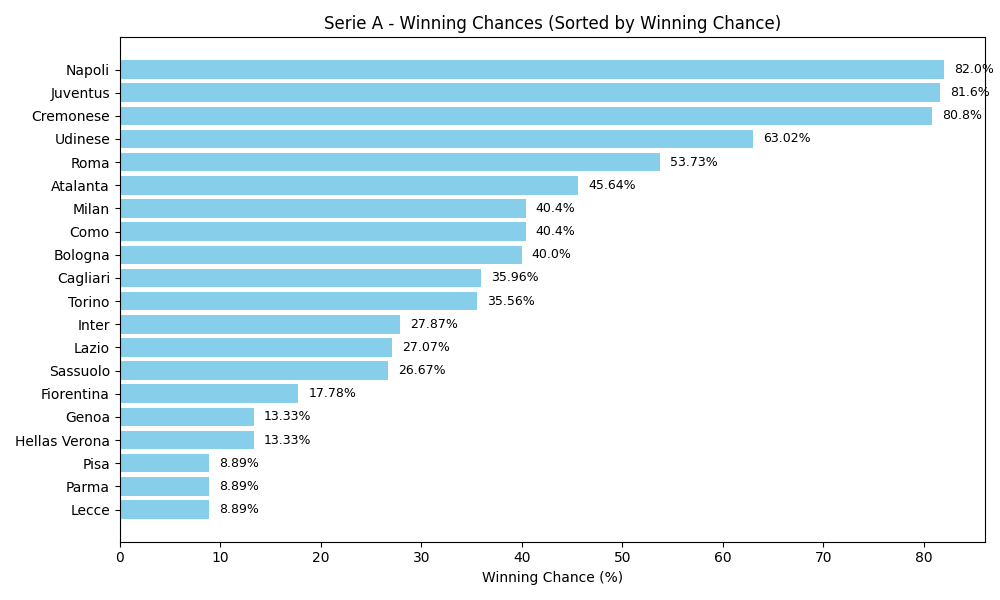 Serie A - Winning Chances (Sorted by Winning Chance)
Napoli 82.0%
Juventus 81.6%
Cremonese 80.8%
Udinese 63.02%
Roma 53.73%
Atalanta 45.64%
Milan 40.4%
Como 40.4%
Bologna 40.0%
Cagliari 35.96%
Torino 35.56%
Inter 27.87%
Lazio 27.07%
Sassuolo 26.67%
Fiorentina 17.78%
Genoa 13.33%
Hellas Verona 13.33%
Pisa 8.89%
Parma 8.89%
Lecce 8.89%
0 10 20 30 40 50 60 70 80
Winning Chance (%)